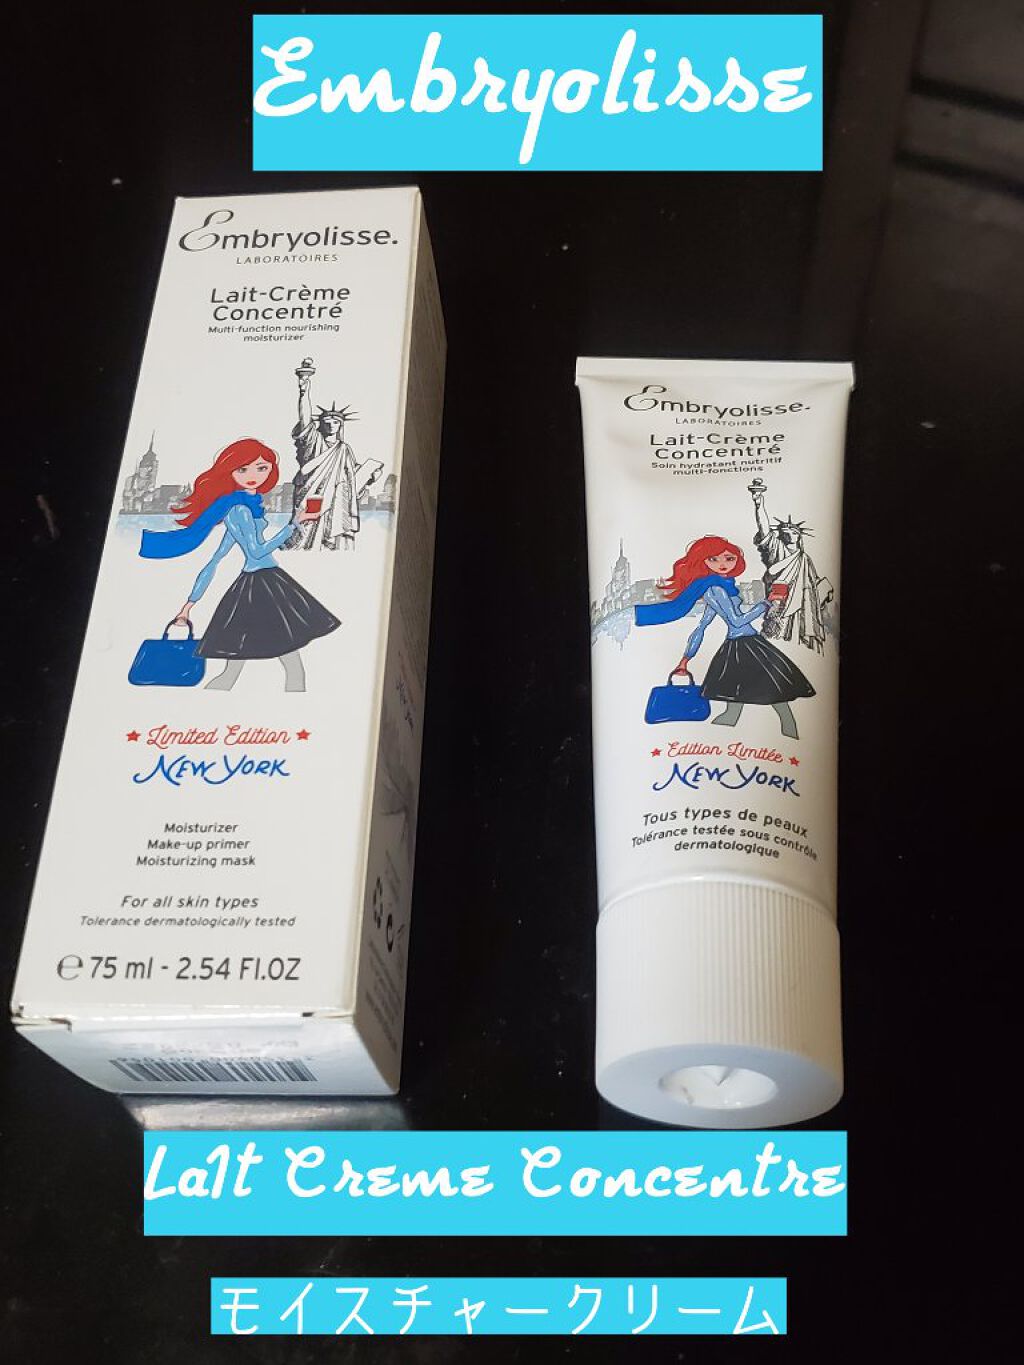 Embryolisse
Embryolisse.
LABORATOIRES
Lait-Crème
Concentré
Multi-function nourishing
moisturizer
★ Limited Edition ★
NEW YORK
Moisturizer
Make-up primer
Moisturizing mask
For all skin types
Tolerance dermatologically tested
℮ 75 ml - 2.54 Fl.OZ
Embryolisse.
LABORATOIRES
Lait-Crème
Concentré
Soin hydratant nutritif
multi-fonctions
★ Edition Limitée ★
NEW YORK
Tous types de peaux
Tolérance testée sous contrôle
dermatologique
Laît Creme Concentre
モイスチャークリーム